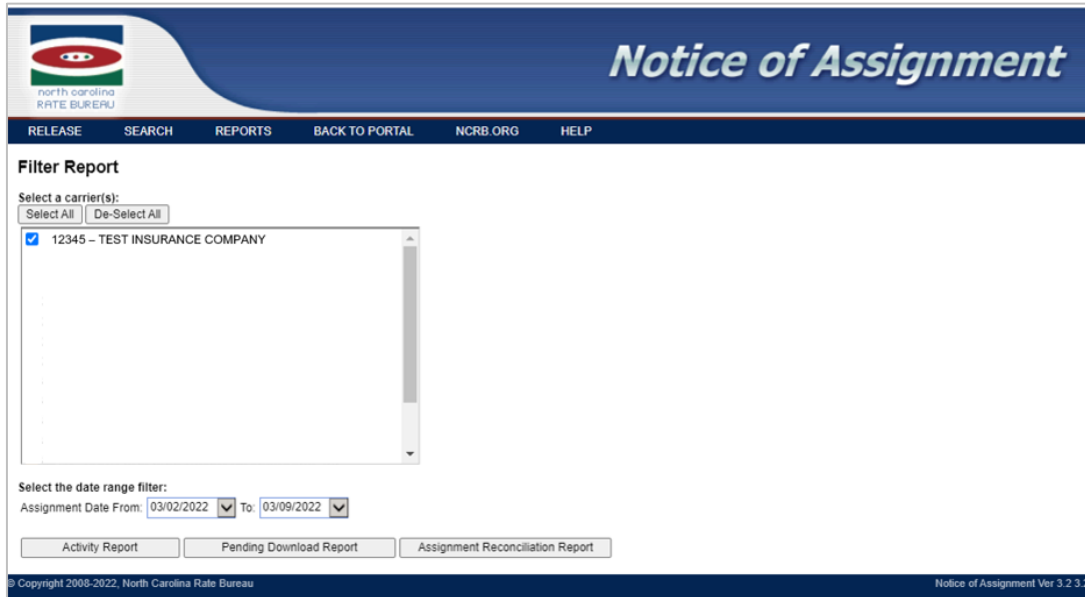 north carolina
RATE BUREAU
Notice of Assignment
RELEASE SEARCH REPORTS BACK TO PORTAL NCRB.ORG HELP
Filter Report
Select a carrier(s):
Select All De-Select All
12345 – TEST INSURANCE COMPANY
Select the date range filter:
Assignment Date From: 03/02/2022 To: 03/09/2022
Activity Report Pending Download Report Assignment Reconciliation Report
© Copyright 2008-2022, North Carolina Rate Bureau Notice of Assignment Ver 3.2